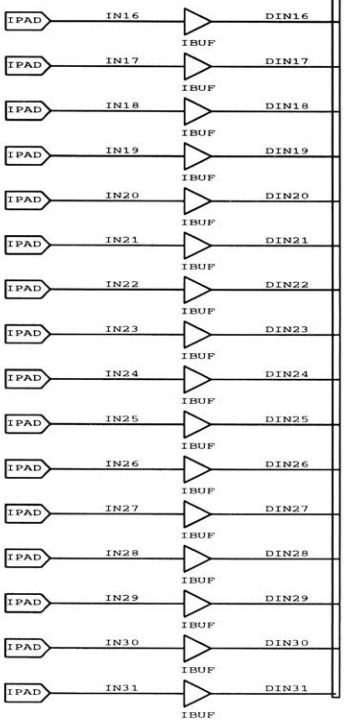 IPAD IN16 DIN16
IBUF
IPAD IN17 DIN17
IBUF
IPAD IN18 DIN18
IBUF
IPAD IN19 DIN19
IBUF
IPAD IN20 DIN20
IBUF
IPAD IN21 DIN21
IBUF
IPAD IN22 DIN22
IBUF
IPAD IN23 DIN23
IBUF
IPAD IN24 DIN24
IBUF
IPAD IN25 DIN25
IBUF
IPAD IN26 DIN26
IBUF
IPAD IN27 DIN27
IBUF
IPAD IN28 DIN28
IBUF
IPAD IN29 DIN29
IBUF
IPAD IN30 DIN30
IBUF
IPAD IN31 DIN31
IBUF